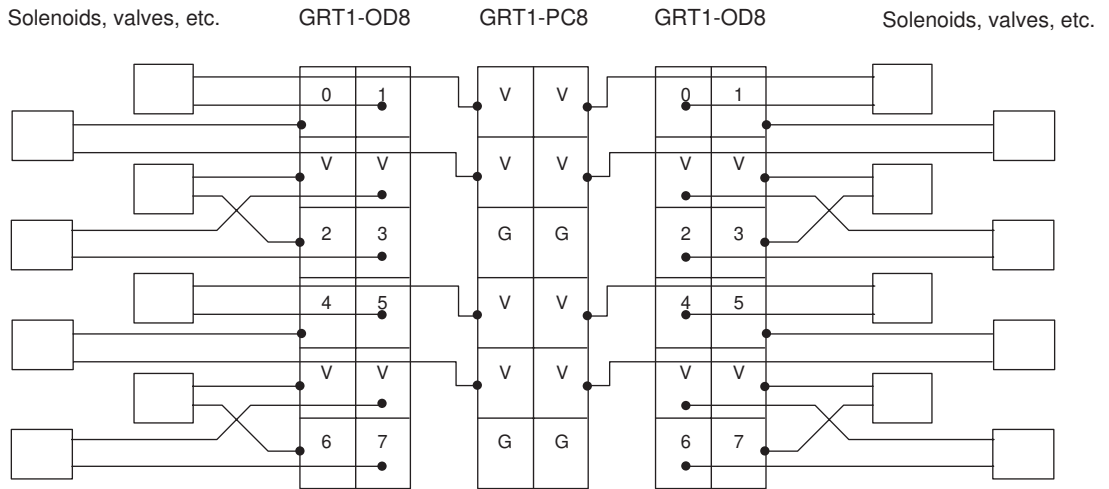 Solenoids, valves, etc. GRT1-OD8 GRT1-PC8 GRT1-OD8 Solenoids, valves, etc.
0 1 V V 0 1
V V V V V V
2 3 G G 2 3
4 5 V V 4 5
V V V V V V
6 7 G G 6 7